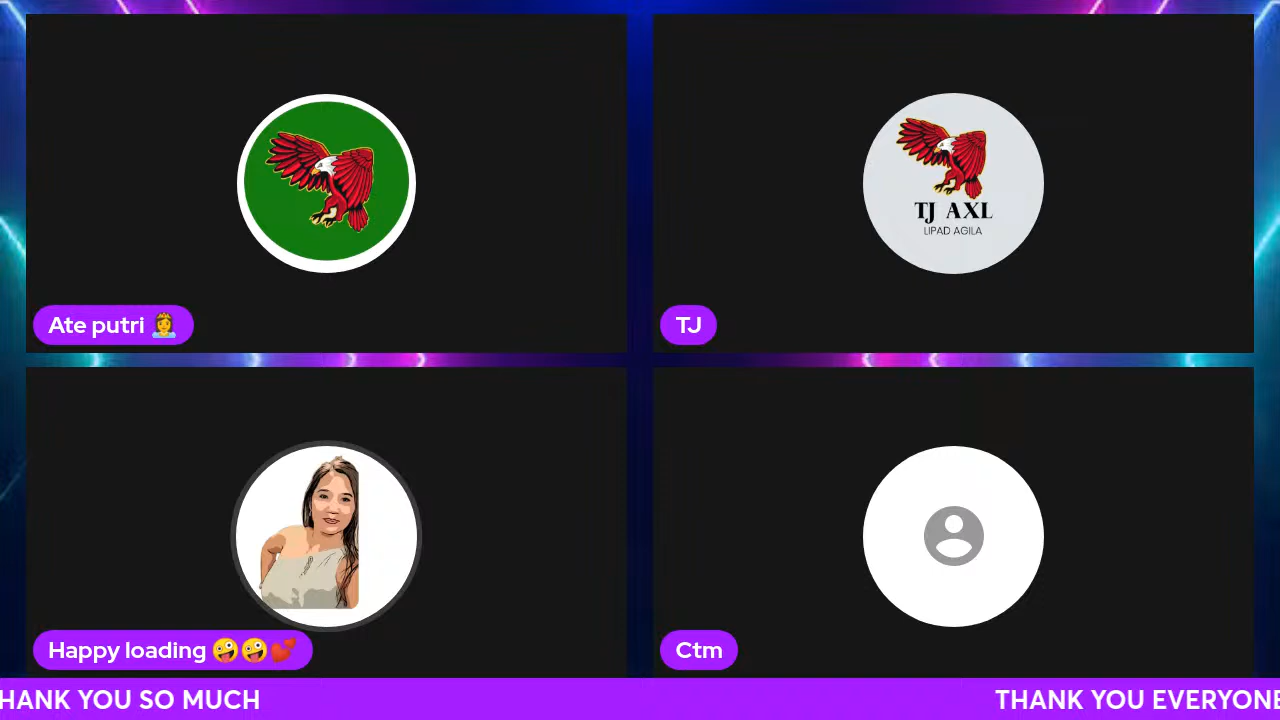 TJ AXL
LIPAD AGILA
Ate putri 👸
TJ
Happy loading 🤪🤪💕
Ctm
HANK YOU SO MUCH
THANK YOU EVERYONE